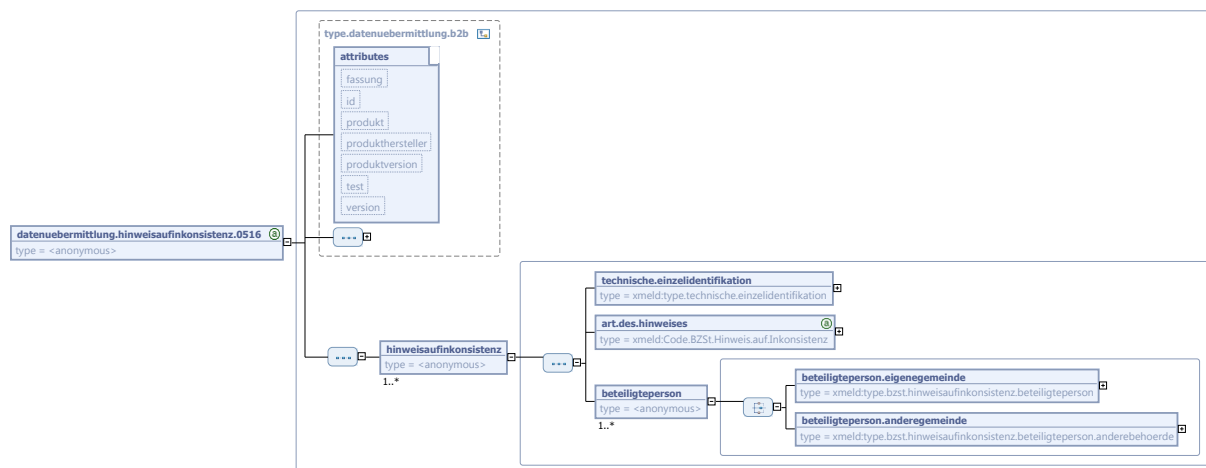 type.datenuebermittlung.b2b
attributes
fassung
id
produkt
produkthersteller
produktversion
test
version
datenuebermittlung.hinweisaufinkonsistenz.0516 a
type = <anonymous>
technische.einzelidentifikation
type = xmeld:type.technische.einzelidentifikation
art.des.hinweises a
type = xmeld:Code.BZSt.Hinweis.auf.Inkonsistenz
hinweisaufinkonsistenz
type = <anonymous>
1..*
beteiligteperson
type = <anonymous>
1..*
beteiligteperson.eigenegemeinde
type = xmeld:type.bzst.hinweisaufinkonsistenz.beteiligteperson
beteiligteperson.anderegemeinde
type = xmeld:type.bzst.hinweisaufinkonsistenz.beteiligteperson.anderebehoerde